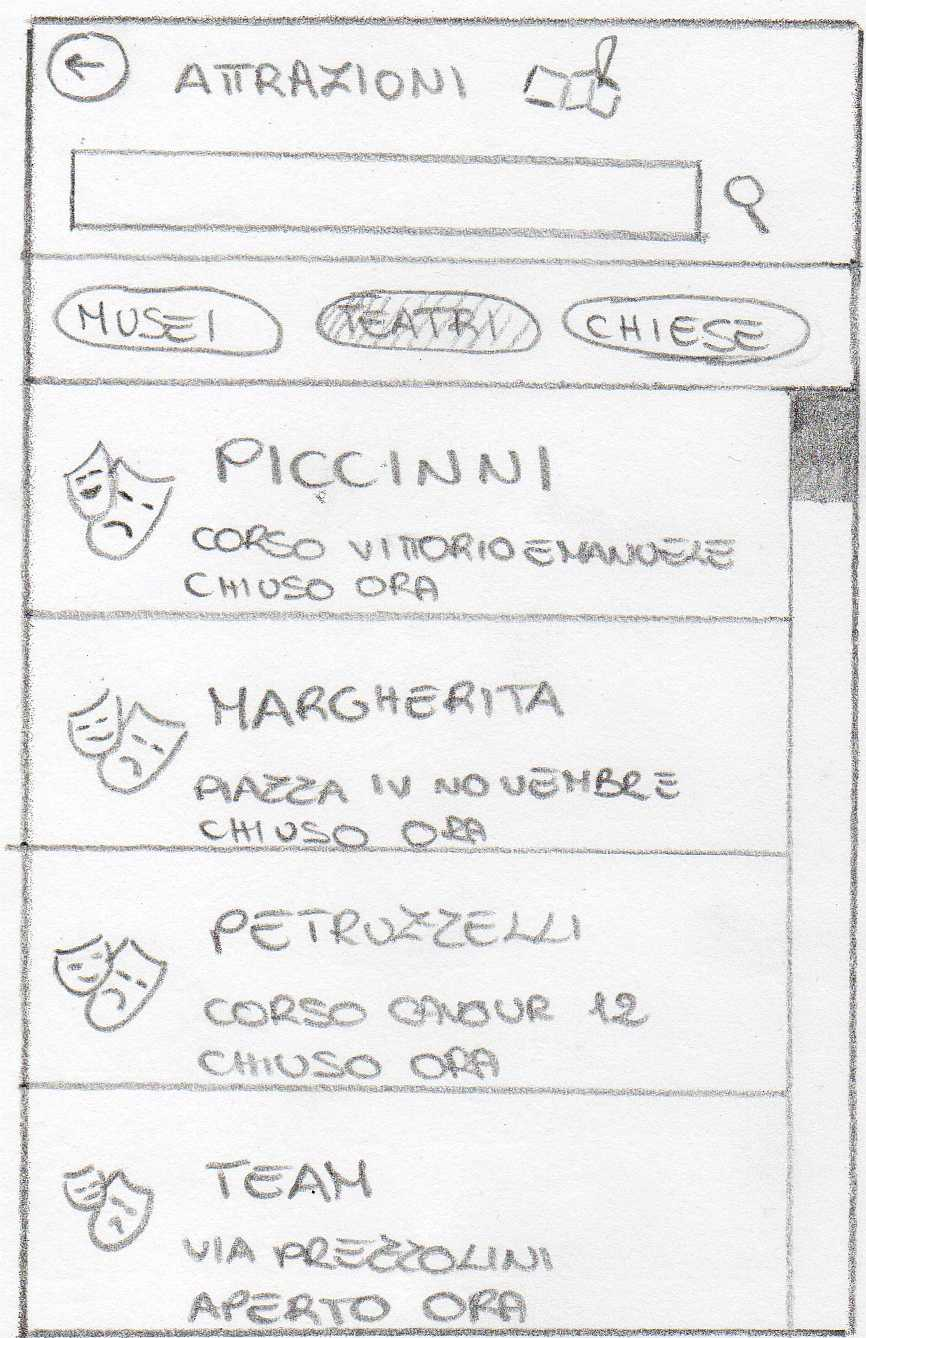 ATTRAZIONI
MUSEI TEATRI CHIESE
PICCINNI
CORSO VITTORIO EMANUELE
CHIUSO ORA
MARGHERITA
PIAZZA IV NOVEMBRE
CHIUSO ORA
PETRUZZELLI
CORSO CAVOUR 12
CHIUSO ORA
TEAM
VIA PREZZOLINI
APERTO ORA